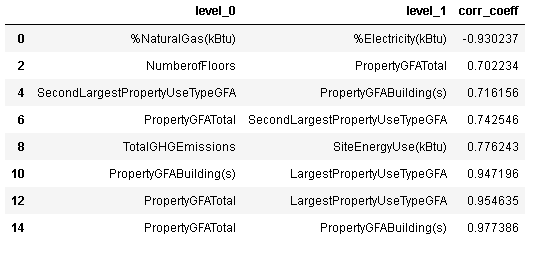 level_0 level_1 corr_coeff
0 %NaturalGas(kBtu) %Electricity(kBtu) -0.930237
2 NumberofFloors PropertyGFATotal 0.702234
4 SecondLargestPropertyUseTypeGFA PropertyGFABuilding(s) 0.716156
6 PropertyGFATotal SecondLargestPropertyUseTypeGFA 0.742546
8 TotalGHGEmissions SiteEnergyUse(kBtu) 0.776243
10 PropertyGFABuilding(s) LargestPropertyUseTypeGFA 0.947196
12 PropertyGFATotal LargestPropertyUseTypeGFA 0.954635
14 PropertyGFATotal PropertyGFABuilding(s) 0.977386